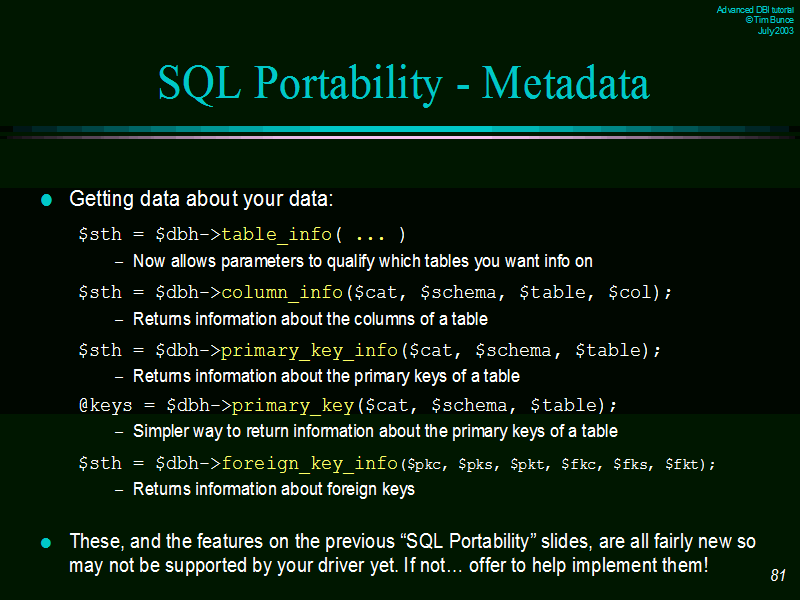 Advanced DBI tutorial
© Tim Bunce
July 2003
SQL Portability - Metadata
Getting data about your data:
$sth = $dbh->table_info( ... )
– Now allows parameters to qualify which tables you want info on
$sth = $dbh->column_info($cat, $schema, $table, $col);
– Returns information about the columns of a table
$sth = $dbh->primary_key_info($cat, $schema, $table);
– Returns information about the primary keys of a table
@keys = $dbh->primary_key($cat, $schema, $table);
– Simpler way to return information about the primary keys of a table
$sth = $dbh->foreign_key_info($pkc, $pks, $pkt, $fkc, $fks, $fkt);
– Returns information about foreign keys
These, and the features on the previous “SQL Portability” slides, are all fairly new so
may not be supported by your driver yet. If not… offer to help implement them!
81